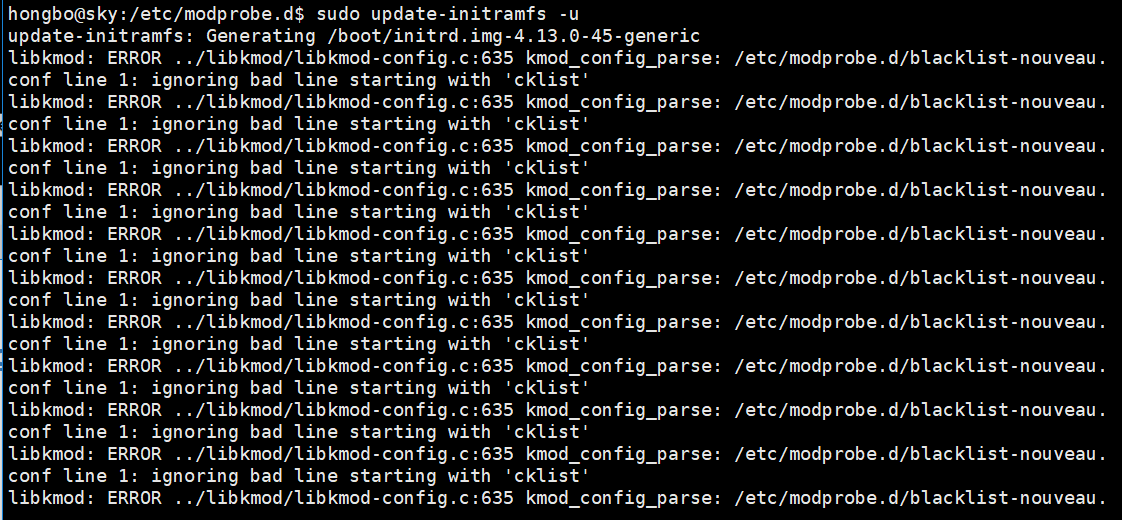 hongbo@sky:/etc/modprobe.d$ sudo update-initramfs -u
update-initramfs: Generating /boot/initrd.img-4.13.0-45-generic
libkmod: ERROR ../libkmod/libkmod-config.c:635 kmod_config_parse: /etc/modprobe.d/blacklist-nouveau.
conf line 1: ignoring bad line starting with 'cklist'
libkmod: ERROR ../libkmod/libkmod-config.c:635 kmod_config_parse: /etc/modprobe.d/blacklist-nouveau.
conf line 1: ignoring bad line starting with 'cklist'
libkmod: ERROR ../libkmod/libkmod-config.c:635 kmod_config_parse: /etc/modprobe.d/blacklist-nouveau.
conf line 1: ignoring bad line starting with 'cklist'
libkmod: ERROR ../libkmod/libkmod-config.c:635 kmod_config_parse: /etc/modprobe.d/blacklist-nouveau.
conf line 1: ignoring bad line starting with 'cklist'
libkmod: ERROR ../libkmod/libkmod-config.c:635 kmod_config_parse: /etc/modprobe.d/blacklist-nouveau.
conf line 1: ignoring bad line starting with 'cklist'
libkmod: ERROR ../libkmod/libkmod-config.c:635 kmod_config_parse: /etc/modprobe.d/blacklist-nouveau.
conf line 1: ignoring bad line starting with 'cklist'
libkmod: ERROR ../libkmod/libkmod-config.c:635 kmod_config_parse: /etc/modprobe.d/blacklist-nouveau.
conf line 1: ignoring bad line starting with 'cklist'
libkmod: ERROR ../libkmod/libkmod-config.c:635 kmod_config_parse: /etc/modprobe.d/blacklist-nouveau.
conf line 1: ignoring bad line starting with 'cklist'
libkmod: ERROR ../libkmod/libkmod-config.c:635 kmod_config_parse: /etc/modprobe.d/blacklist-nouveau.
conf line 1: ignoring bad line starting with 'cklist'
libkmod: ERROR ../libkmod/libkmod-config.c:635 kmod_config_parse: /etc/modprobe.d/blacklist-nouveau.
conf line 1: ignoring bad line starting with 'cklist'
libkmod: ERROR ../libkmod/libkmod-config.c:635 kmod_config_parse: /etc/modprobe.d/blacklist-nouveau.